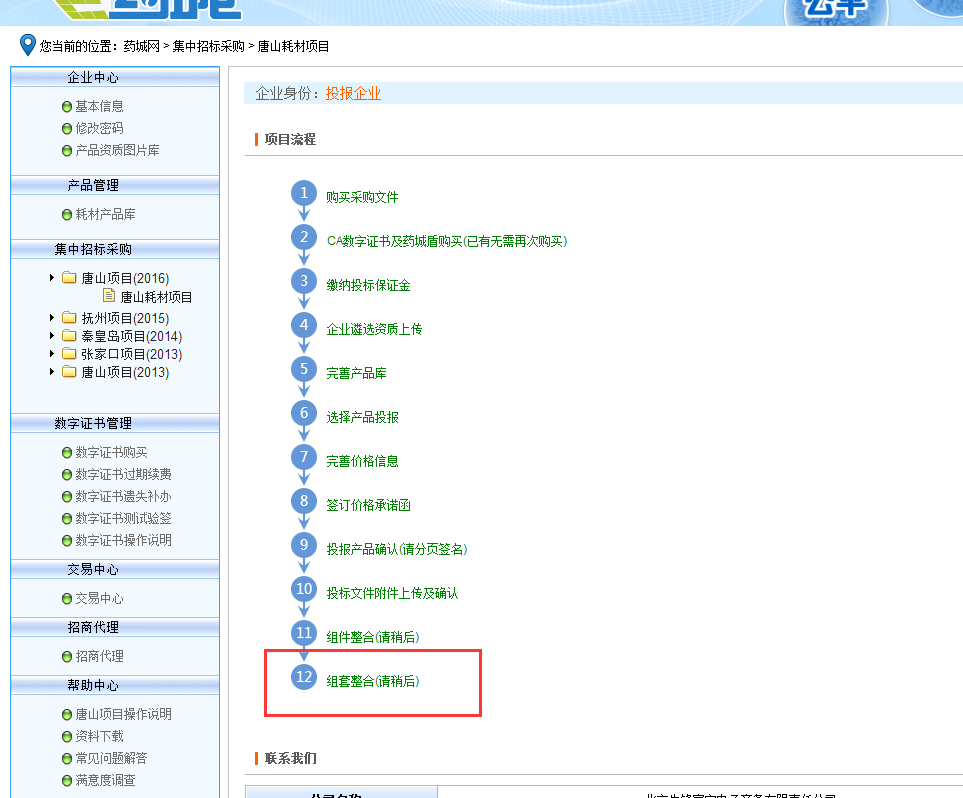 您当前的位置：药城网 > 集中招标采购 > 唐山耗材项目
企业中心
基本信息
修改密码
产品资质图片库
产品管理
耗材产品库
集中招标采购
唐山项目(2016)
唐山耗材项目
抚州项目(2015)
秦皇岛项目(2014)
张家口项目(2013)
唐山项目(2013)
数字证书管理
数字证书购买
数字证书过期续费
数字证书遗失补办
数字证书测试验签
数字证书操作说明
交易中心
交易中心
招商代理
招商代理
帮助中心
唐山项目操作说明
资料下载
常见问题解答
满意度调查
企业身份：投报企业
项目流程
1 购买采购文件
2 CA数字证书及药城盾购买(已有无需再次购买)
3 缴纳投标保证金
4 企业遴选资质上传
5 完善产品库
6 选择产品投报
7 完善价格信息
8 签订价格承诺函
9 投报产品确认(请分页签名)
10 投标文件附件上传及确认
11 组件整合(请稍后)
12 组套整合(请稍后)
联系我们
公司名称